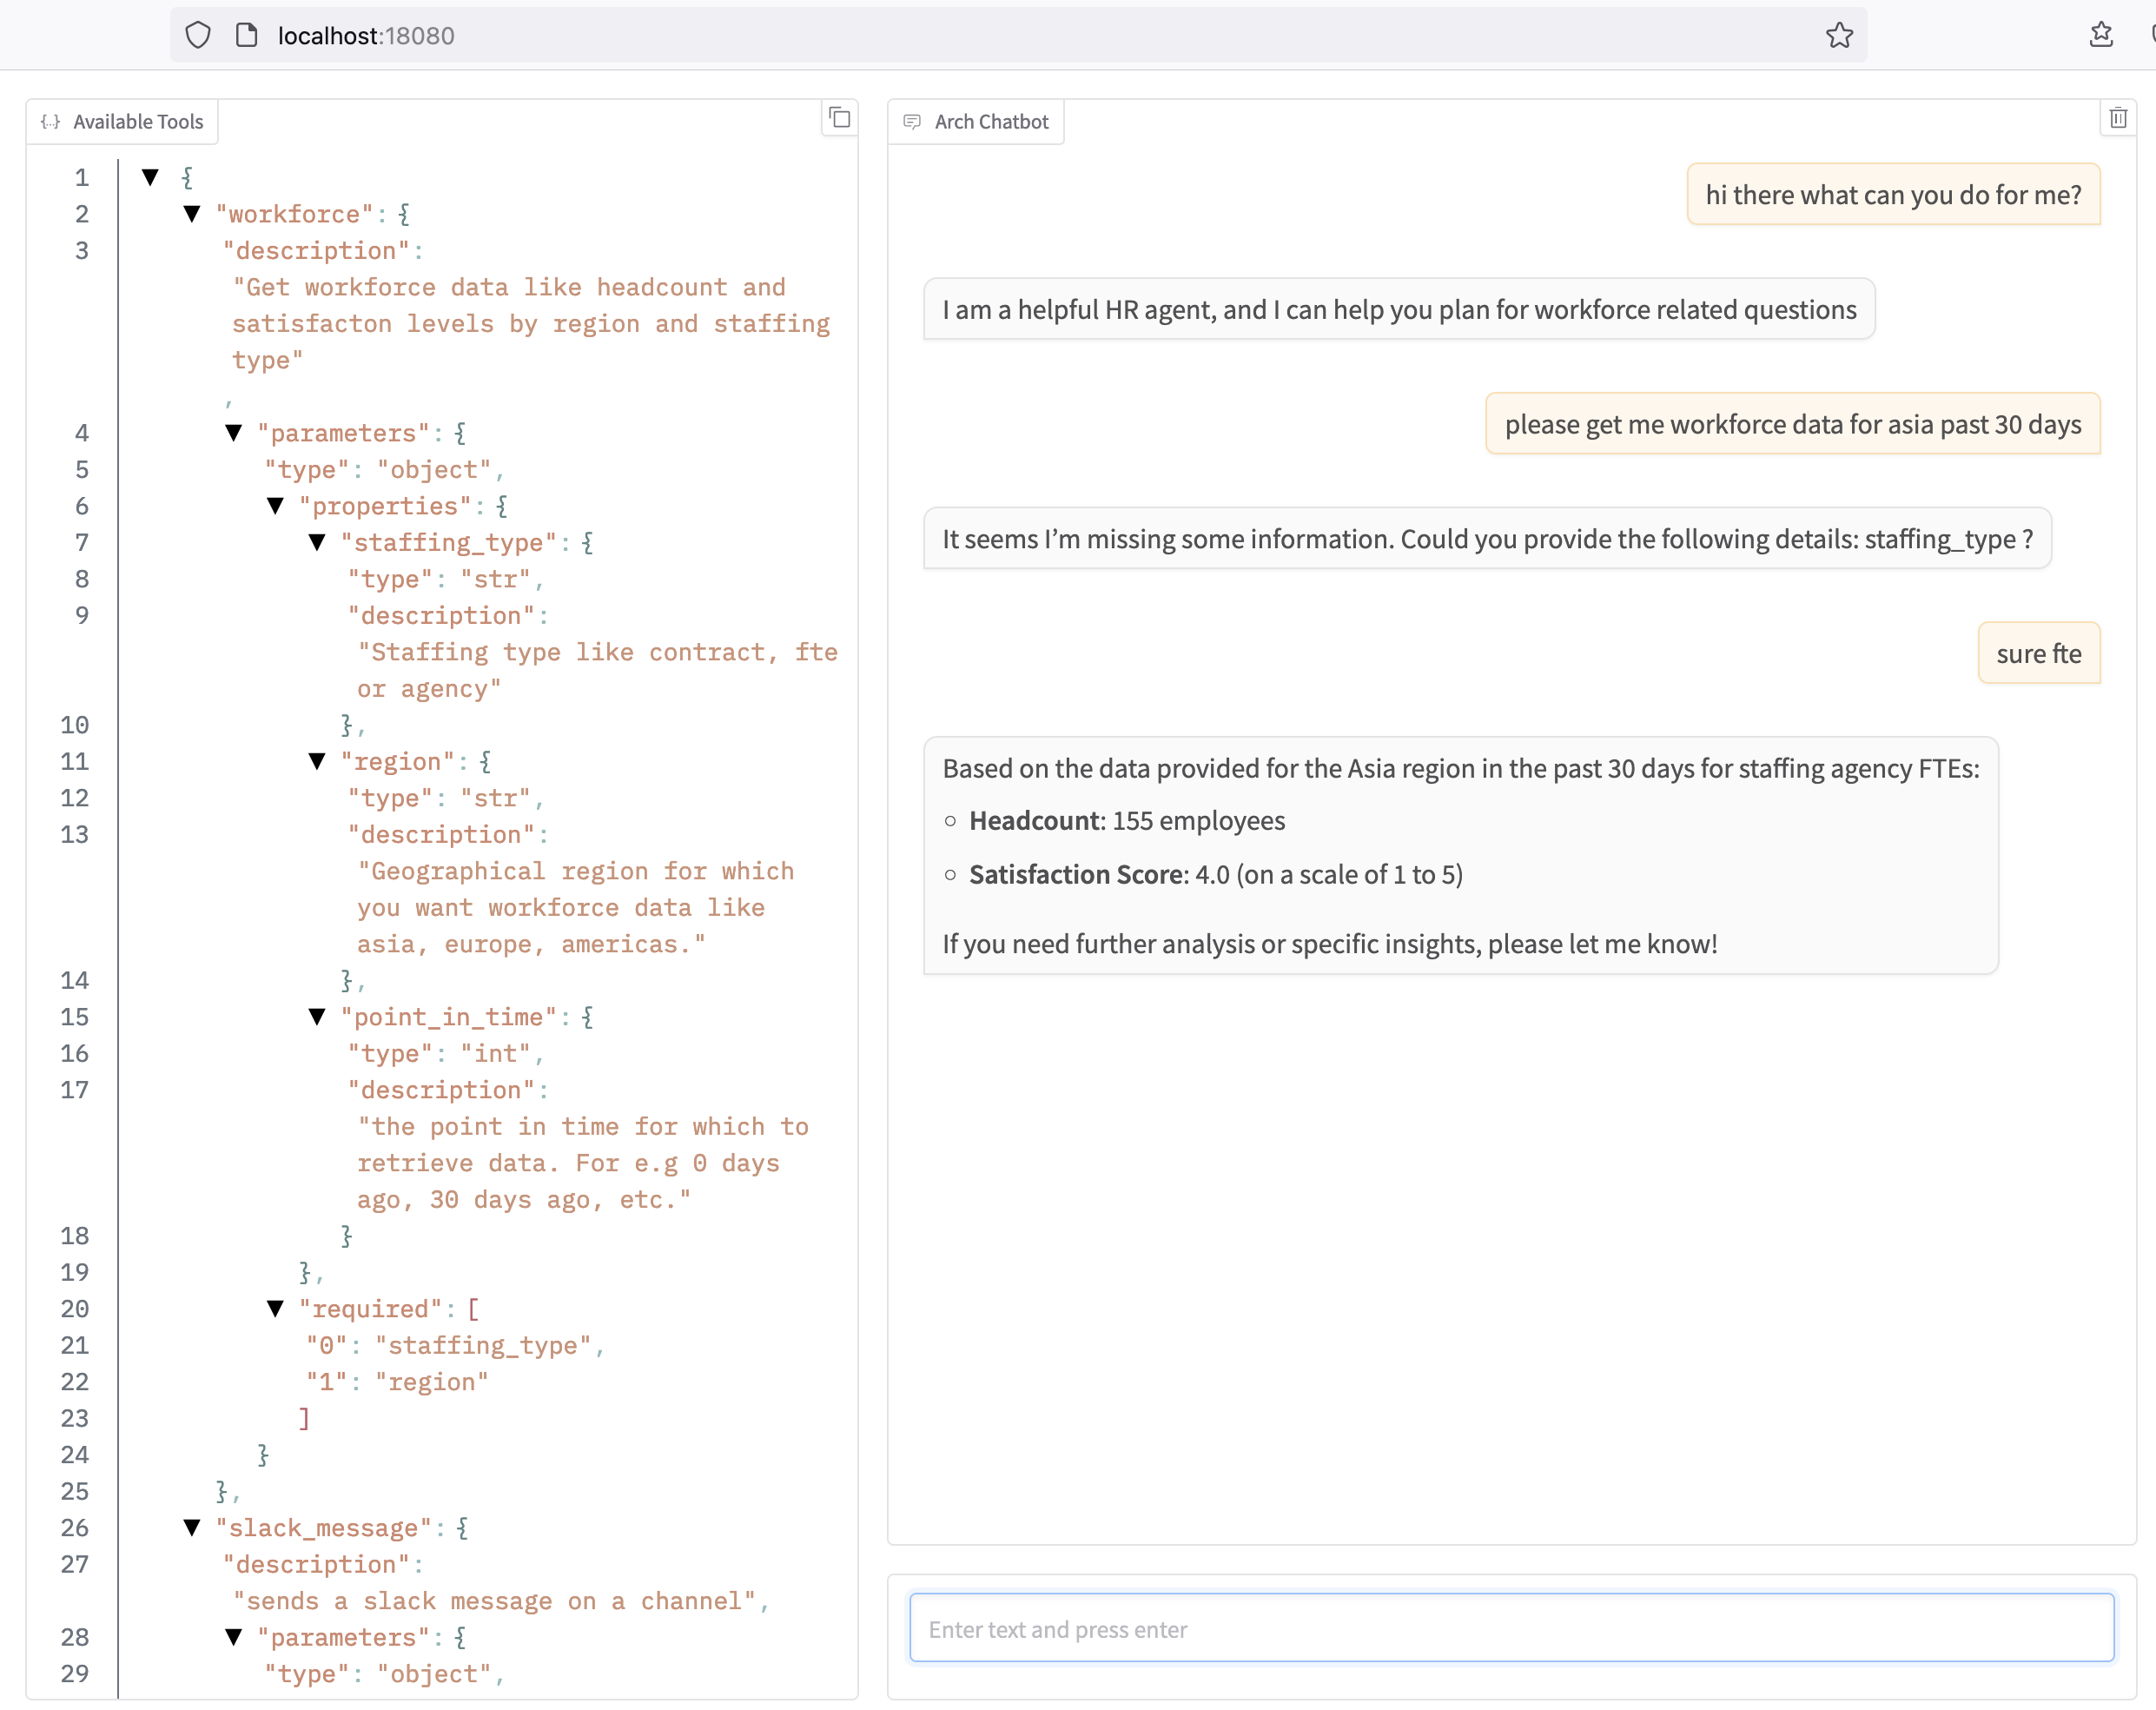 localhost:18080
{..} Available Tools
1 ▼ {
2 ▼ "workforce": {
3 "description":
"Get workforce data like headcount and
satisfacton levels by region and staffing
type"
,
4 ▼ "parameters": {
5 "type": "object",
6 ▼ "properties": {
7 ▼ "staffing_type": {
8 "type": "str",
9 "description":
"Staffing type like contract, fte
or agency"
10 },
11 ▼ "region": {
12 "type": "str",
13 "description":
"Geographical region for which
you want workforce data like
asia, europe, americas."
14 },
15 ▼ "point_in_time": {
16 "type": "int",
17 "description":
"the point in time for which to
retrieve data. For e.g 0 days
ago, 30 days ago, etc."
18 }
19 },
20 ▼ "required": [
21 "0": "staffing_type",
22 "1": "region"
23 ]
24 }
25 },
26 ▼ "slack_message": {
27 "description":
"sends a slack message on a channel",
28 ▼ "parameters": {
29 "type": "object",
Arch Chatbot
hi there what can you do for me?
I am a helpful HR agent, and I can help you plan for workforce related questions
please get me workforce data for asia past 30 days
It seems I’m missing some information. Could you provide the following details: staffing_type ?
sure fte
Based on the data provided for the Asia region in the past 30 days for staffing agency FTEs:
○ Headcount: 155 employees
○ Satisfaction Score: 4.0 (on a scale of 1 to 5)
If you need further analysis or specific insights, please let me know!
Enter text and press enter